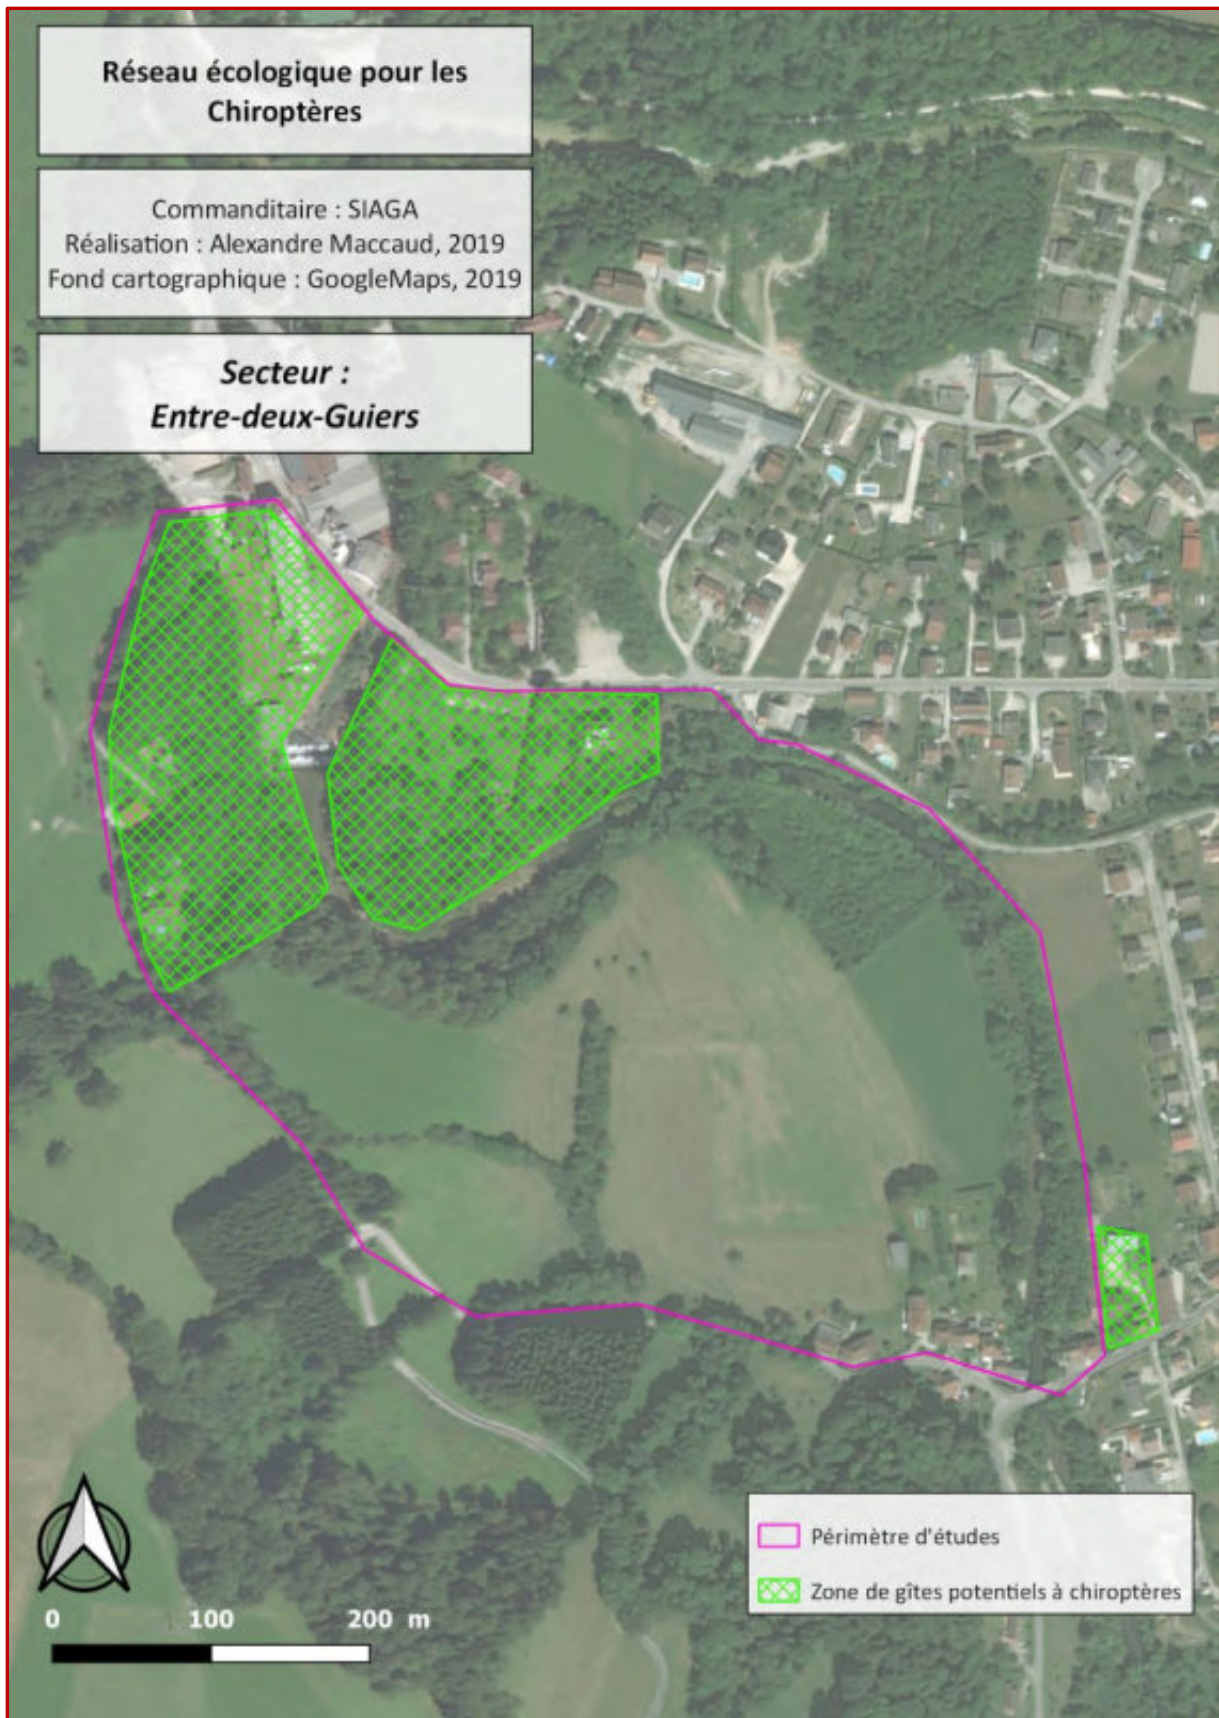 Réseau écologique pour les
Chiroptères
Commanditaire : SIAGA
Réalisation : Alexandre Maccaud, 2019
Fond cartographique : GoogleMaps, 2019
Secteur :
Entre-deux-Guiers
Périmètre d'études
Zone de gîtes potentiels à chiroptères
0 100 200 m